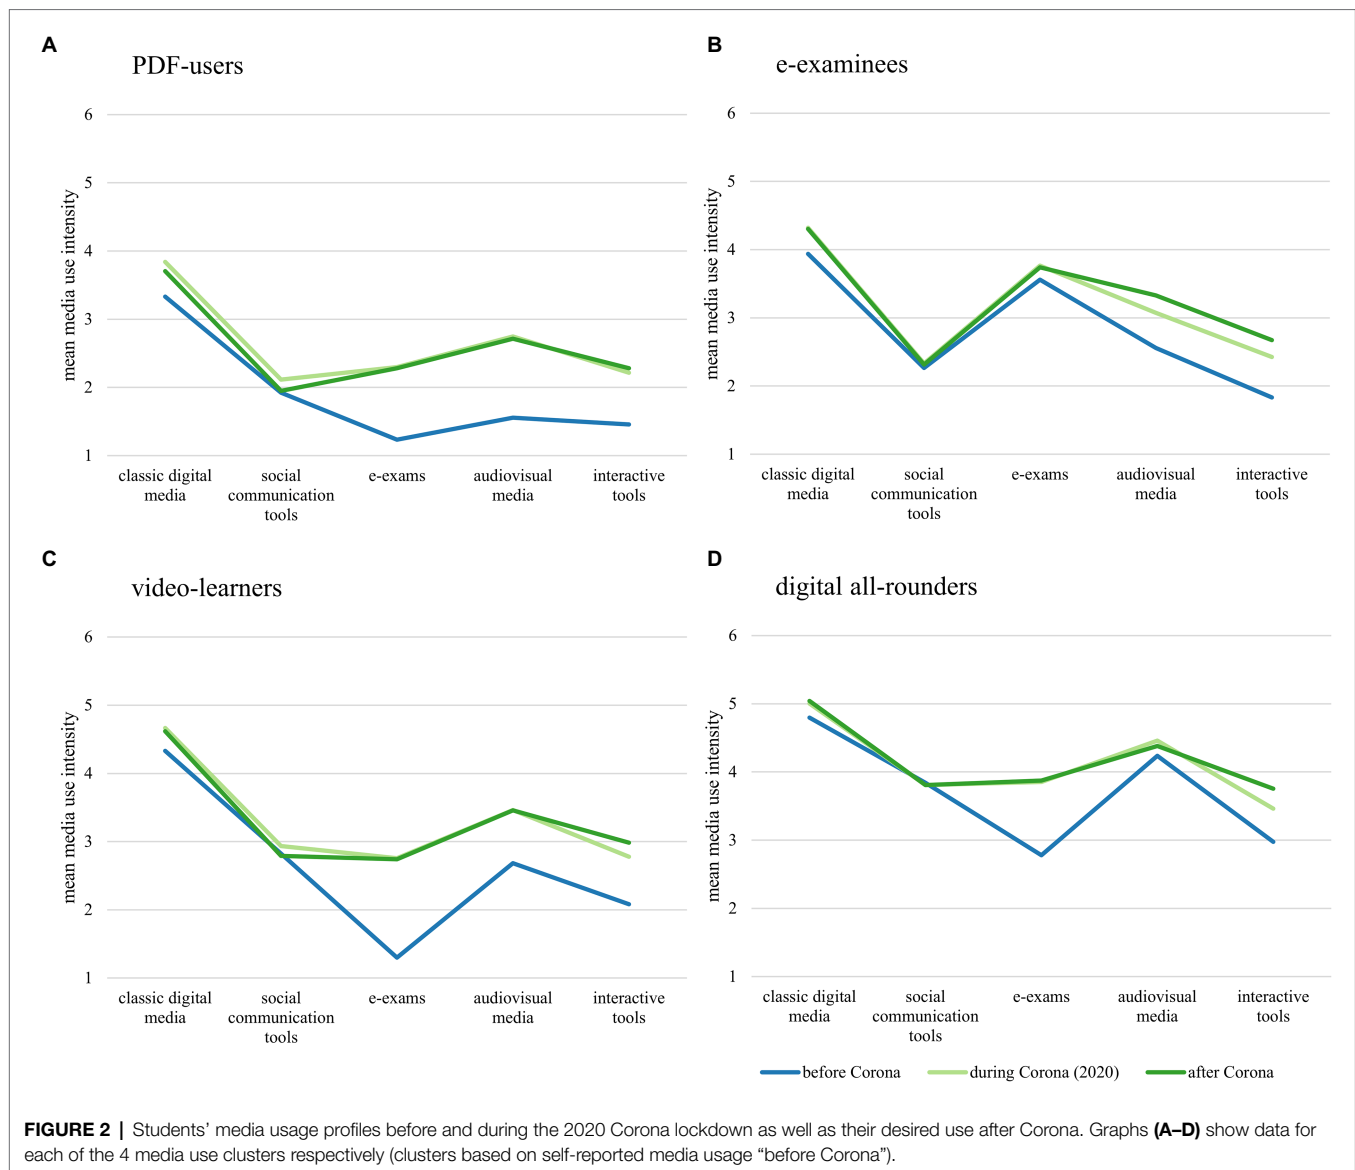 A
PDF-users
6
5
4
3
2
1
mean media use intensity
classic digital
media
social
communication
tools
e-exams
audiovisual
media
interactive
tools
B
e-examinees
6
5
4
3
2
1
mean media use intensity
classic digital
media
social
communication
tools
e-exams
audiovisual
media
interactive
tools
C
video-learners
6
5
4
3
2
1
mean media use intensity
classic digital
media
social
communication
tools
e-exams
audiovisual
media
interactive
tools
D
digital all-rounders
6
5
4
3
2
1
mean media use intensity
classic digital
media
social
communication
tools
e-exams
audiovisual
media
interactive
tools
before Corona
during Corona (2020)
after Corona
FIGURE 2 | Students’ media usage profiles before and during the 2020 Corona lockdown as well as their desired use after Corona. Graphs (A–D) show data for
each of the 4 media use clusters respectively (clusters based on self-reported media usage “before Corona”).